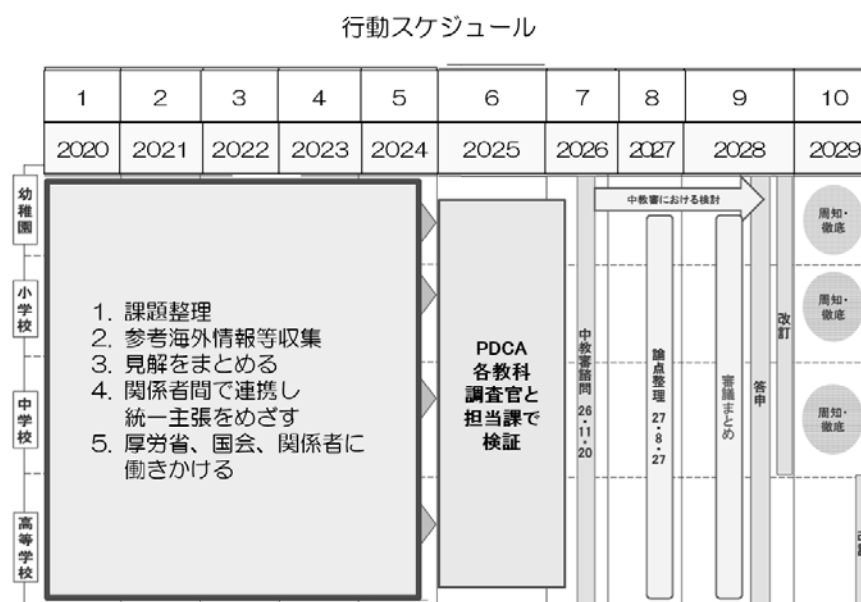 行動スケジュール
1 2 3 4 5 6 7 8 9 10
2020 2021 2022 2023 2024 2025 2026 2027 2028 2029
幼稚園
小学校
中学校
高等学校
1. 課題整理
2. 参考海外情報等収集
3. 見解をまとめる
4. 関係者間で連携し
統一主張をめざす
5. 厚労省、国会、関係者に
働きかける
PDCA
各教科
調査官と
担当課で
検証
中教審諮問 26・11・20
中教審における検討
論点整理 27・8・27
審議まとめ
答申
改訂
周知・
徹底
周知・
徹底
周知・
徹底